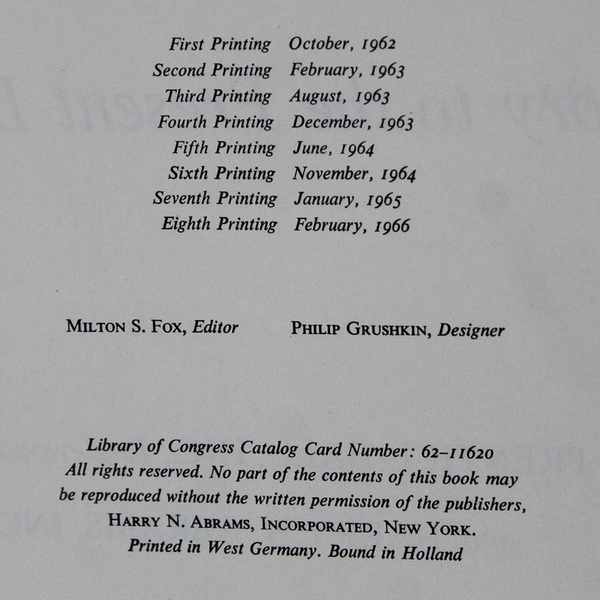 First Printing October, 1962
Second Printing February, 1963
Third Printing August, 1963
Fourth Printing December, 1963
Fifth Printing June, 1964
Sixth Printing November, 1964
Seventh Printing January, 1965
Eighth Printing February, 1966
MILTON S. FOX, Editor PHILIP GRUSHKIN, Designer
Library of Congress Catalog Card Number: 62–11620
All rights reserved. No part of the contents of this book may
be reproduced without the written permission of the publishers,
HARRY N. ABRAMS, INCORPORATED, NEW YORK.
Printed in West Germany. Bound in Holland